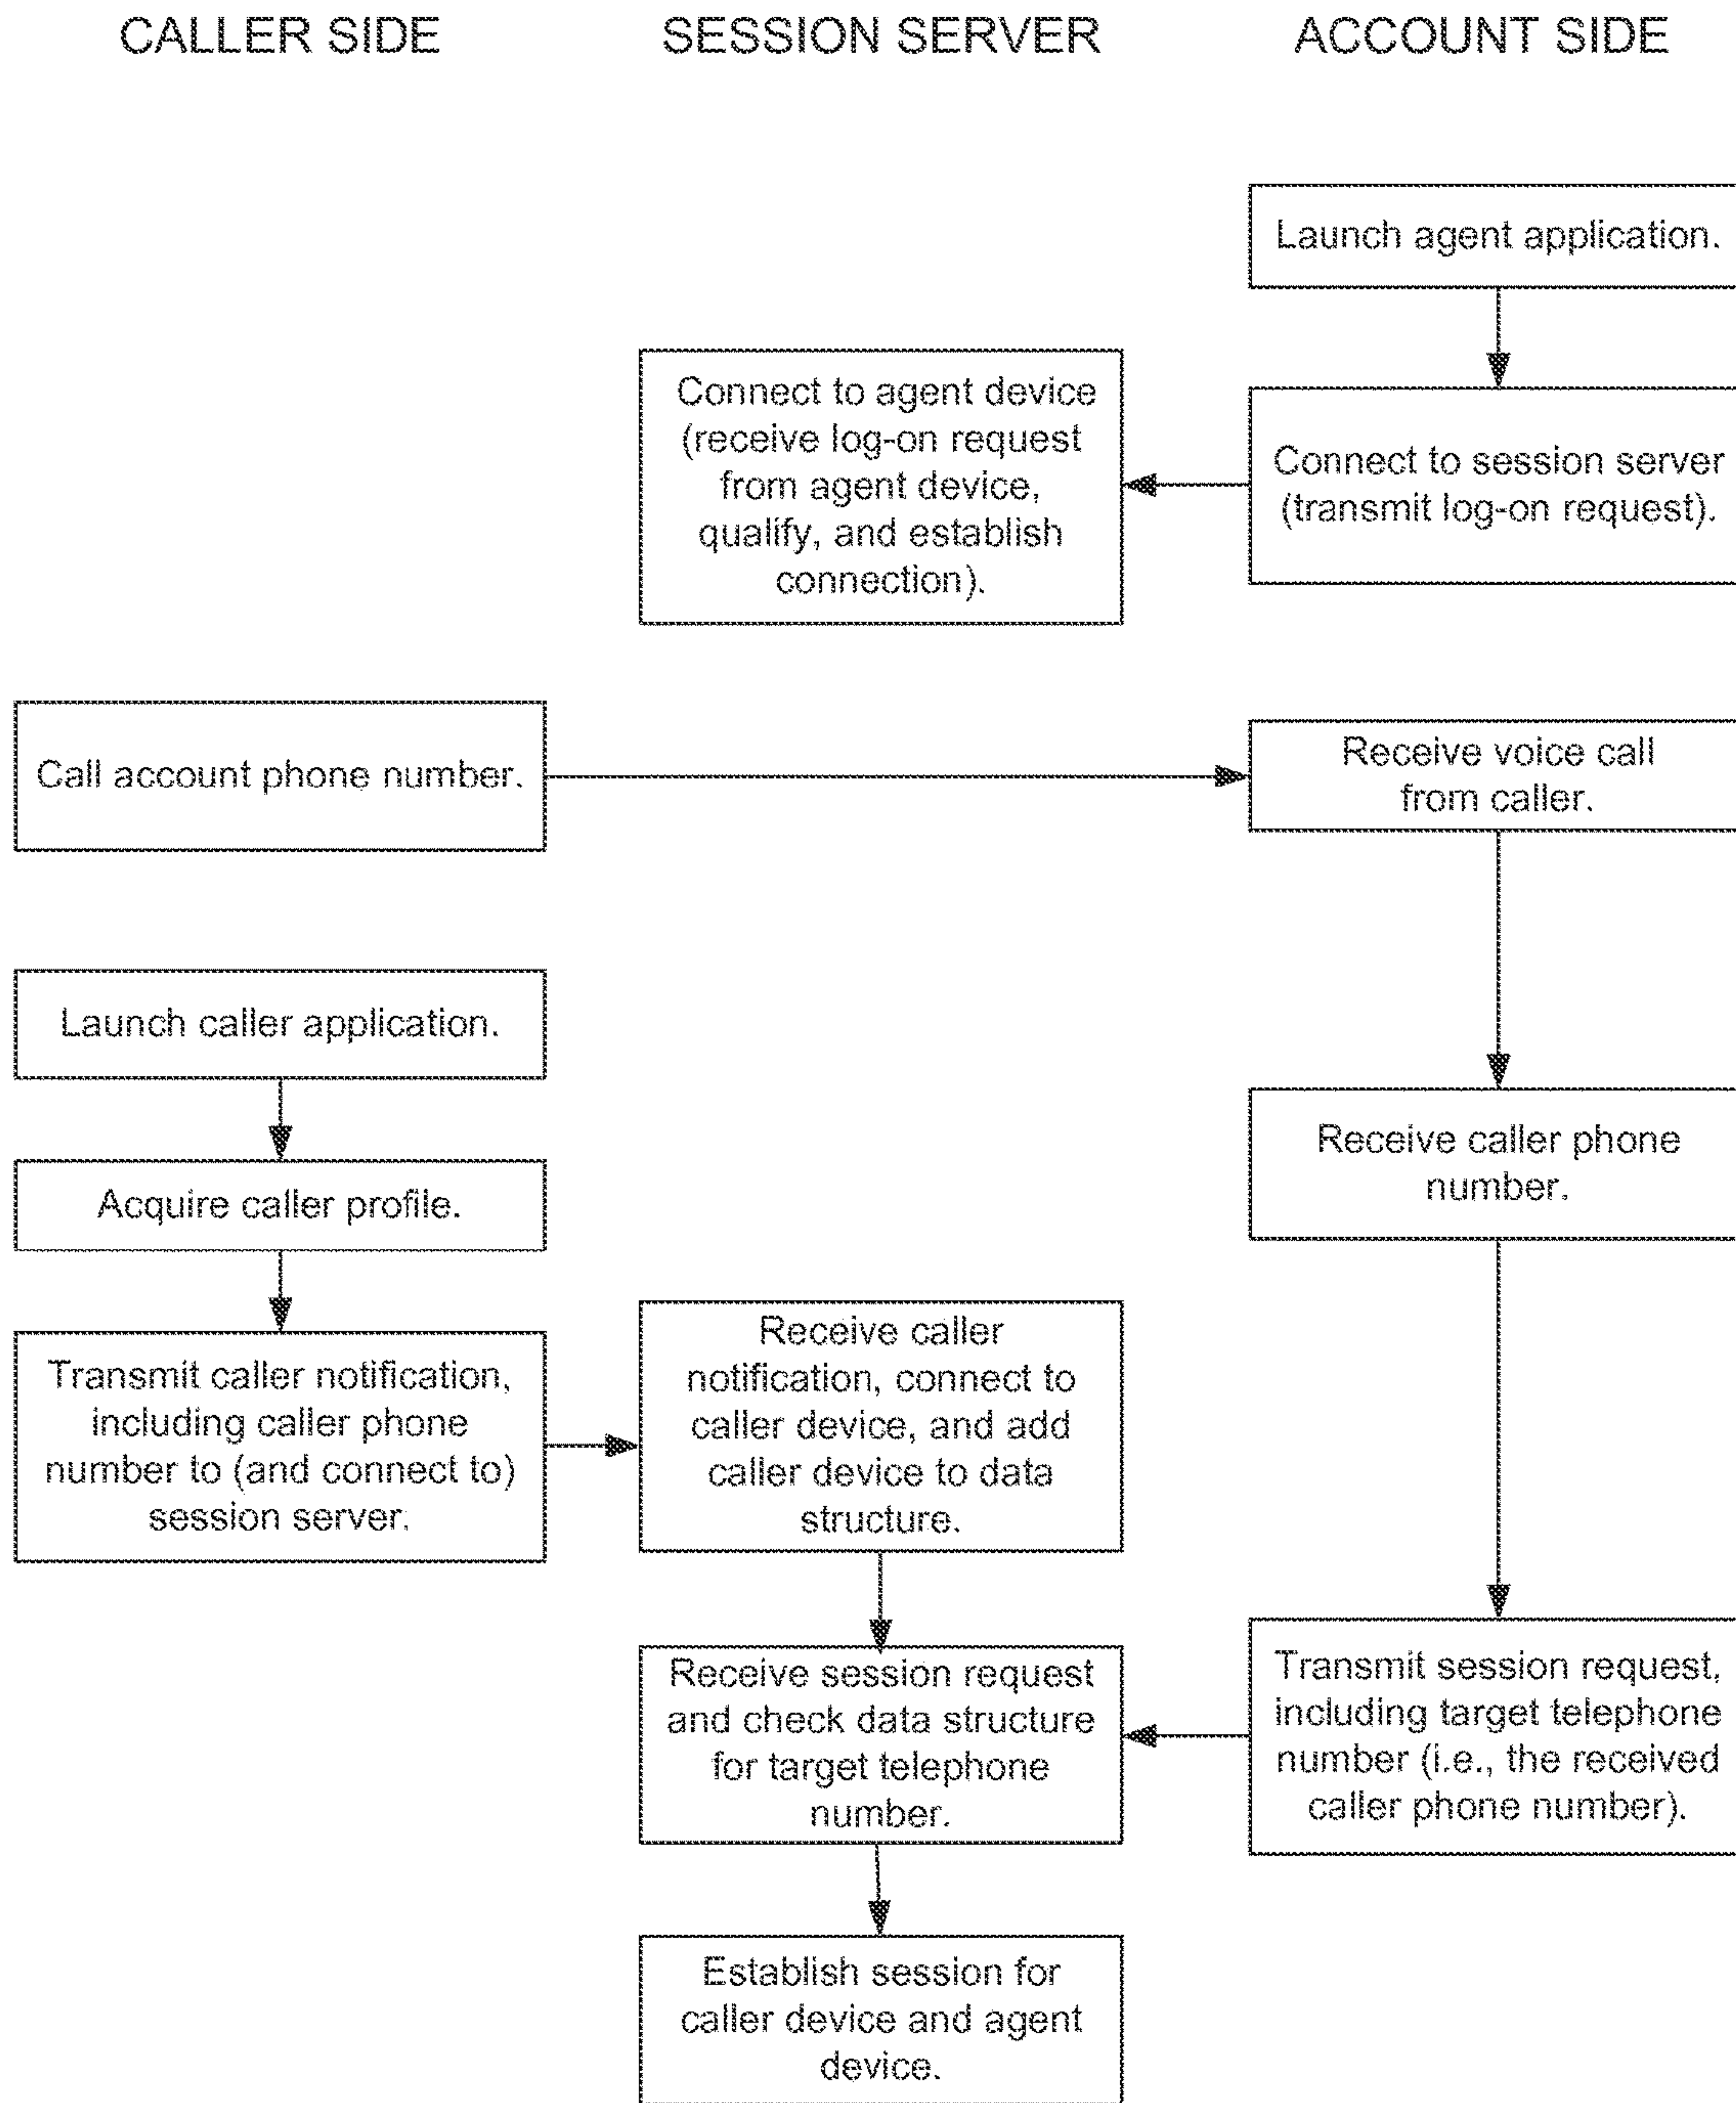 CALLER SIDE
SESSION SERVER
ACCOUNT SIDE
Launch agent application.
Connect to agent device
(receive log-on request
from agent device,
qualify, and establish
connection).
Connect to session server
(transmit log-on request).
Call account phone number.
Receive voice call
from caller.
Launch caller application.
Receive caller phone
number.
Acquire caller profile.
Transmit caller notification,
including caller phone
number to (and connect to)
session server.
Receive caller
notification, connect to
caller device, and add
caller device to data
structure.
Receive session request
and check data structure
for target telephone
number.
Transmit session request,
including target telephone
number (i.e., the received
caller phone number).
Establish session for
caller device and agent
device.